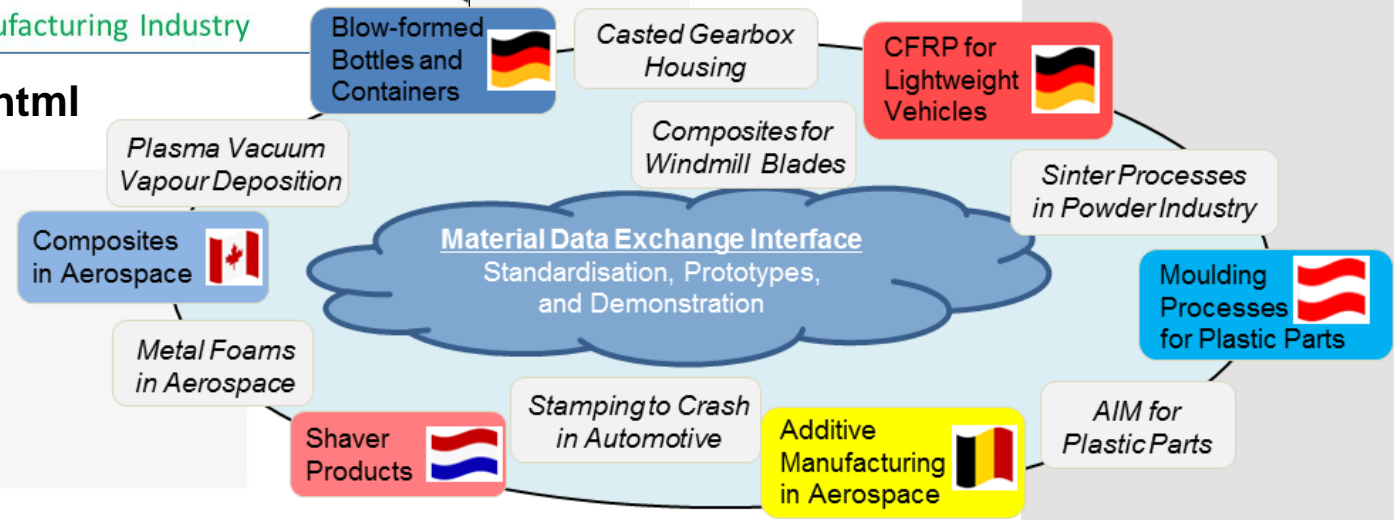 ufacturing Industry
html
Blow-formed
Bottles and
Containers
Casted Gearbox
Housing
CFRP for
Lightweight
Vehicles
Plasma Vacuum
Vapour Deposition
Composites for
Windmill Blades
Sinter Processes
in Powder Industry
Composites
in Aerospace
Material Data Exchange Interface
Standardisation, Prototypes,
and Demonstration
Moulding
Processes
for Plastic Parts
Metal Foams
in Aerospace
Stamping to Crash
in Automotive
AIM for
Plastic Parts
Shaver
Products
Additive
Manufacturing
in Aerospace